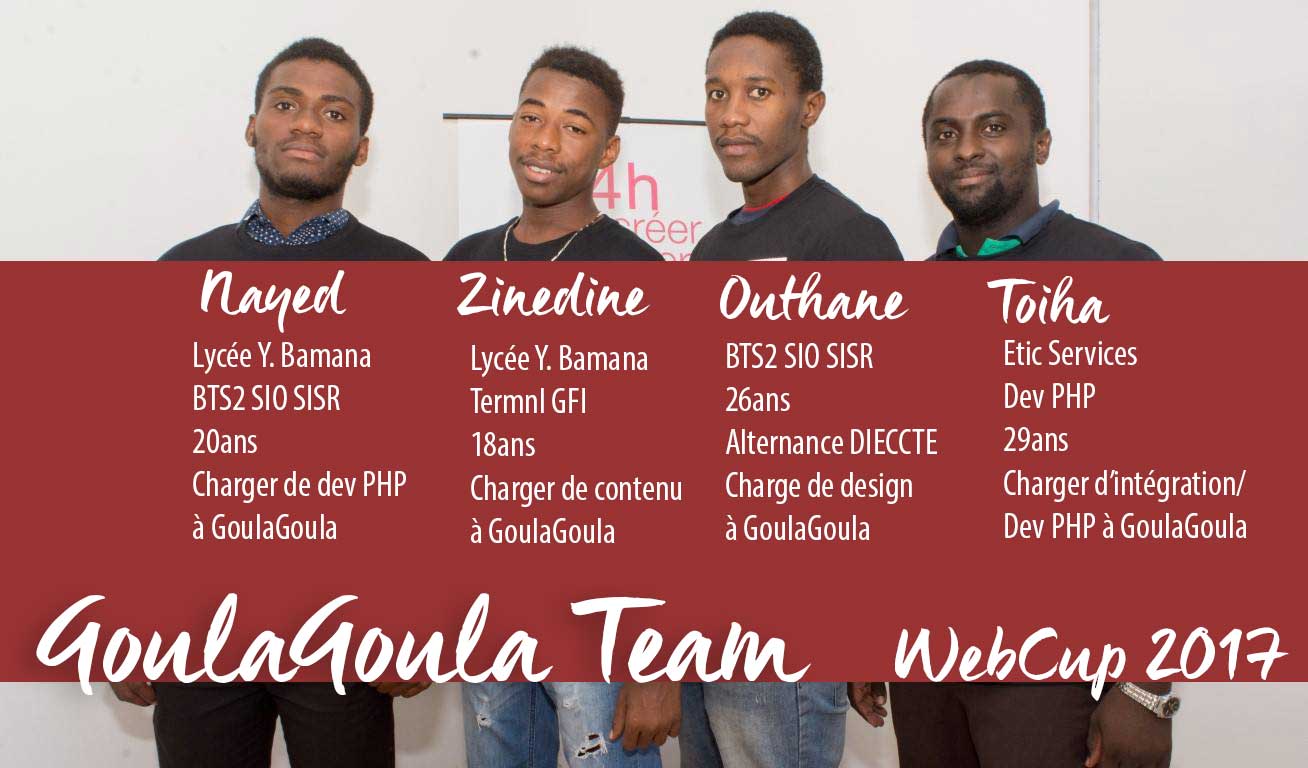 4h
créer
Nayed
Lycée Y. Bamana
BTS2 SIO SISR
20ans
Charger de dev PHP
à GoulaGoula
Zinedine
Lycée Y. Bamana
Termnl GFI
18ans
Charger de contenu
à GoulaGoula
Outhane
BTS2 SIO SISR
26ans
Alternance DIECCTE
Charge de design
à GoulaGoula
Toiha
Etic Services
Dev PHP
29ans
Charger d’intégration/
Dev PHP à GoulaGoula
GoulaGoula Team
WebCup 2017